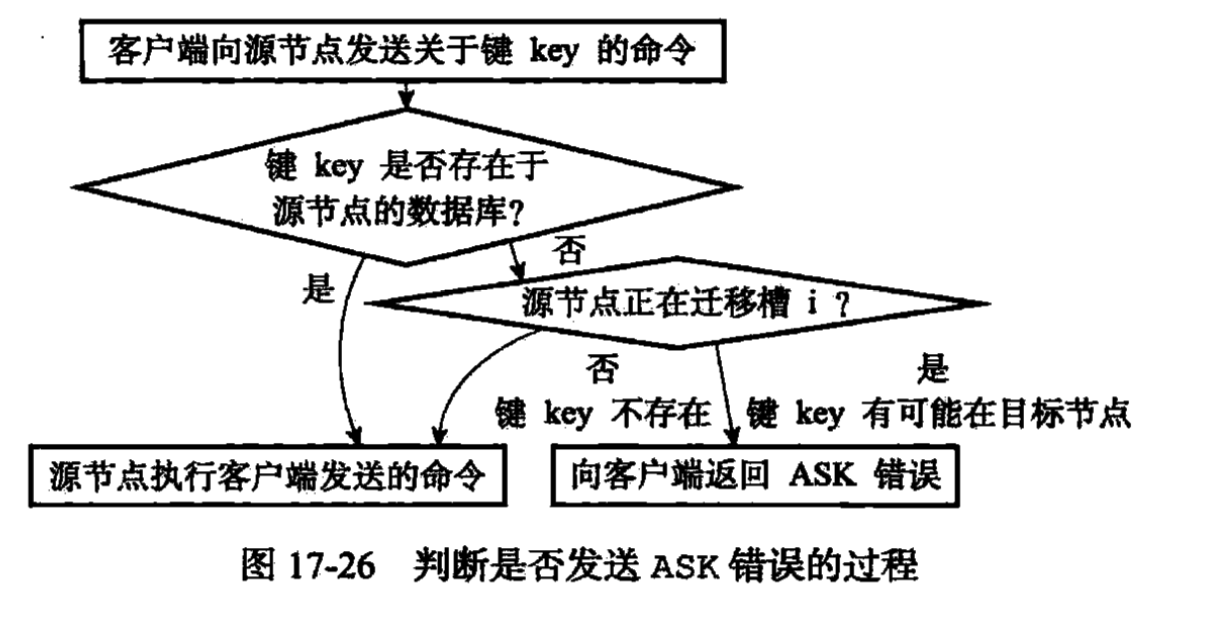 客户端向源节点发送关于键 key 的命令
键 key 是否存在于
源节点的数据库?
否
是
源节点正在迁移槽 i ?
否
是
键 key 不存在
键 key 有可能在目标节点
源节点执行客户端发送的命令
向客户端返回 ASK 错误
图 17-26 判断是否发送 ASK 错误的过程